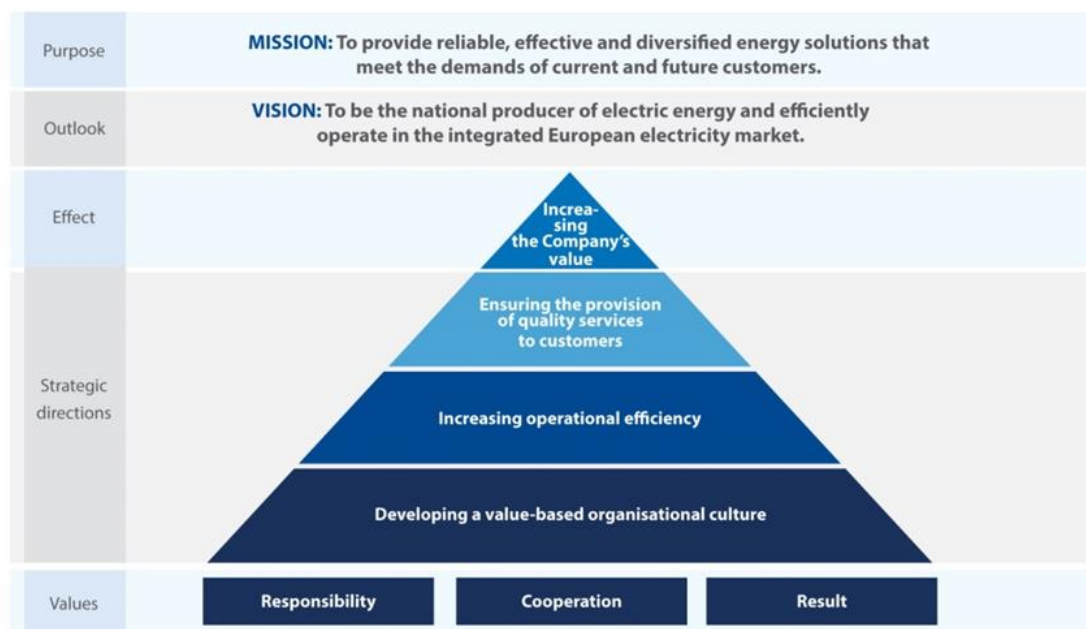 Purpose
MISSION: To provide reliable, effective and diversified energy solutions that
meet the demands of current and future customers.
Outlook
VISION: To be the national producer of electric energy and efficiently
operate in the integrated European electricity market.
Effect
Increa-
sing
the Company's
value
Strategic
directions
Ensuring the provision
of quality services
to customers
Increasing operational efficiency
Developing a value-based organisational culture
Values
Responsibility
Cooperation
Result